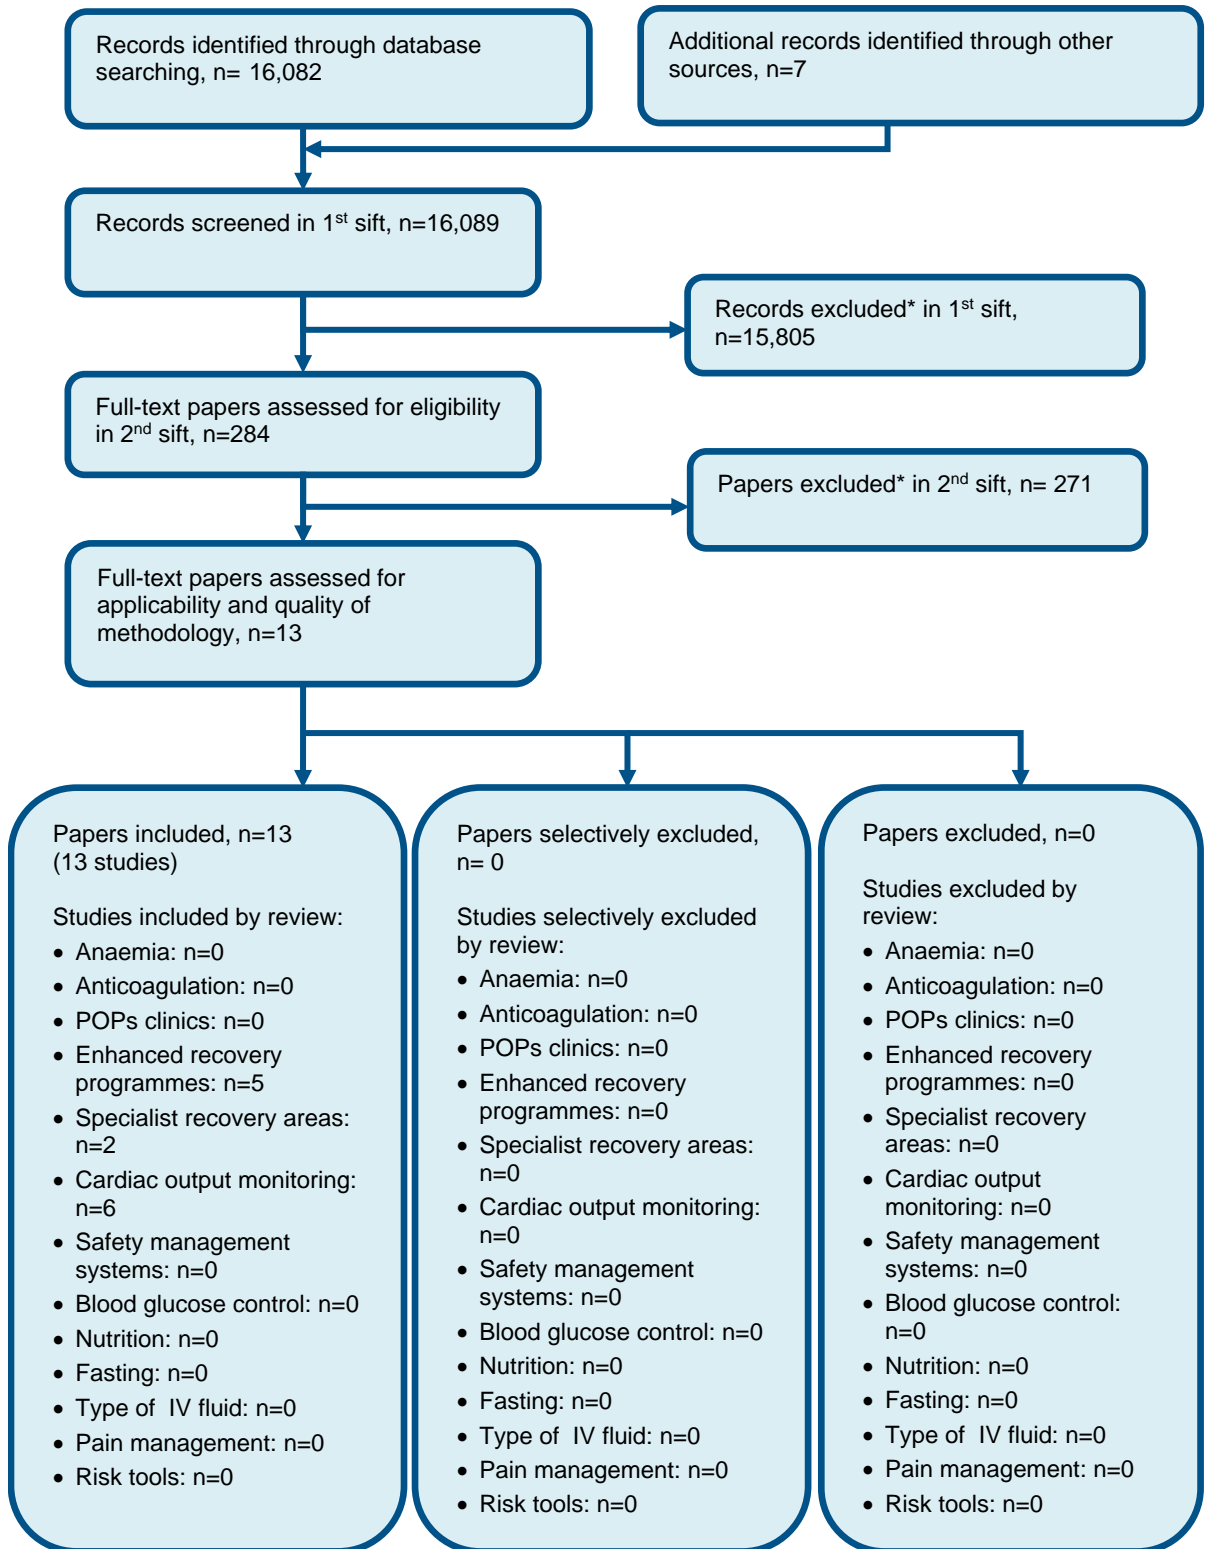 Records identified through database
searching, n= 16,082
Additional records identified through other
sources, n=7
Records screened in 1st sift, n=16,089
Records excluded* in 1st sift,
n=15,805
Full-text papers assessed for eligibility
in 2nd sift, n=284
Papers excluded* in 2nd sift, n= 271
Full-text papers assessed for
applicability and quality of
methodology, n=13
Papers included, n=13
(13 studies)
Studies included by review:
• Anaemia: n=0
• Anticoagulation: n=0
• POPs clinics: n=0
• Enhanced recovery
programmes: n=5
• Specialist recovery areas:
n=2
• Cardiac output monitoring:
n=6
• Safety management
systems: n=0
• Blood glucose control: n=0
• Nutrition: n=0
• Fasting: n=0
• Type of  IV fluid: n=0
• Pain management: n=0
• Risk tools: n=0
Papers selectively excluded,
n= 0
Studies selectively excluded
by review:
• Anaemia: n=0
• Anticoagulation: n=0
• POPs clinics: n=0
• Enhanced recovery
programmes: n=0
• Specialist recovery areas:
n=0
• Cardiac output monitoring:
n=0
• Safety management
systems: n=0
• Blood glucose control: n=0
• Nutrition: n=0
• Fasting: n=0
• Type of  IV fluid: n=0
• Pain management: n=0
• Risk tools: n=0
Papers excluded, n=0
Studies excluded by
review:
• Anaemia: n=0
• Anticoagulation: n=0
• POPs clinics: n=0
• Enhanced recovery
programmes: n=0
• Specialist recovery
areas: n=0
• Cardiac output
monitoring: n=0
• Safety management
systems: n=0
• Blood glucose control:
n=0
• Nutrition: n=0
• Fasting: n=0
• Type of  IV fluid: n=0
• Pain management: n=0
• Risk tools: n=0